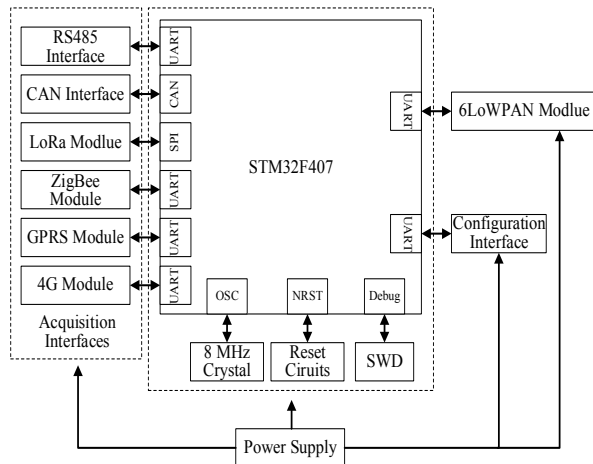 RS485
Interface
UART
CAN Interface
CAN
LoRa Modlue
SPI
ZigBee
Module
UART
GPRS Module
UART
4G Module
UART
Acquisition
Interfaces
STM32F407
UART
6LoWPAN Modlue
UART
Configuration
Interface
OSC
NRST
Debug
8 MHz
Crystal
Reset
Ciruits
SWD
Power Supply